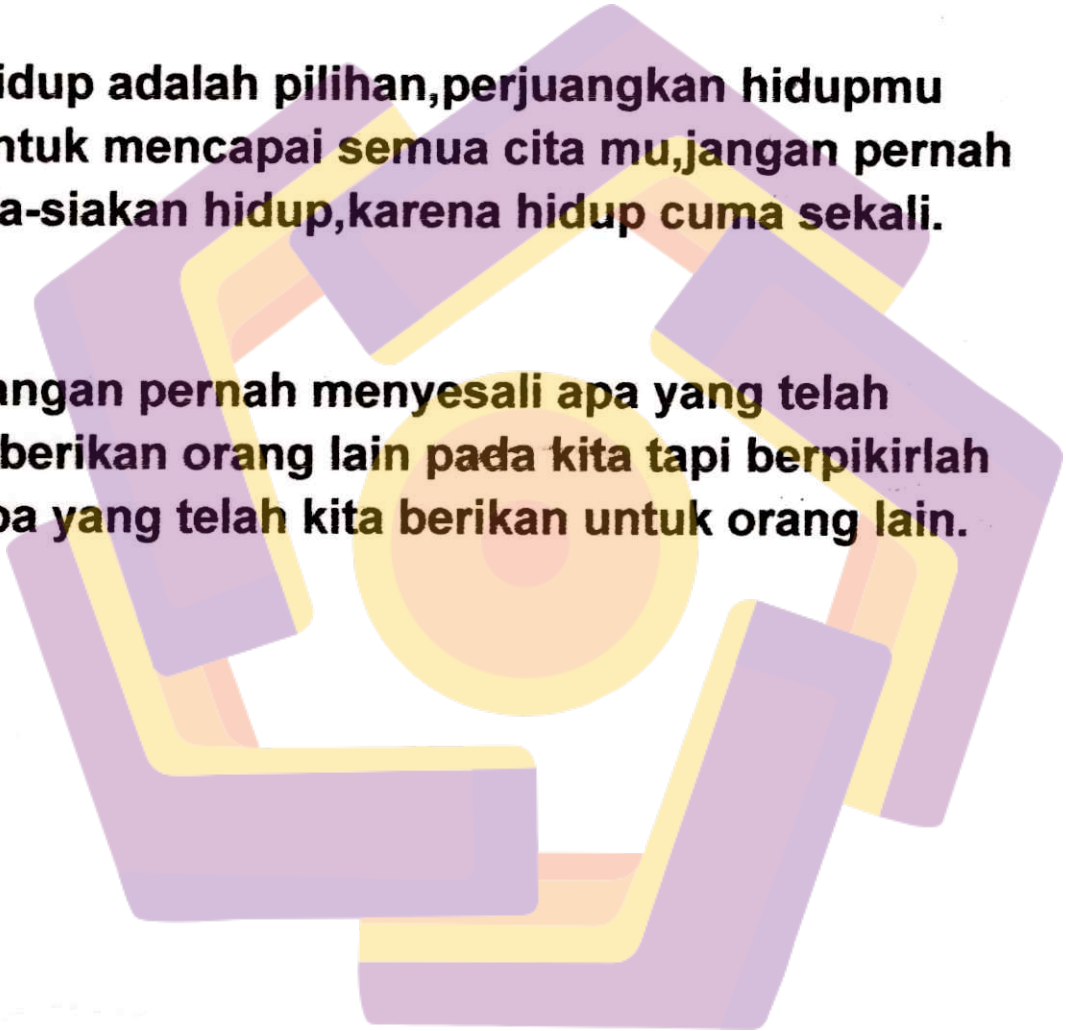 idup adalah pilihan,perjuangkan hidupmu
ntuk mencapai semua cita mu,jangan pernah
a-siakan hidup,karena hidup cuma sekali.
angan pernah menyesali apa yang telah
berikan orang lain pada kita tapi berpikirlah
pa yang telah kita berikan untuk orang lain.